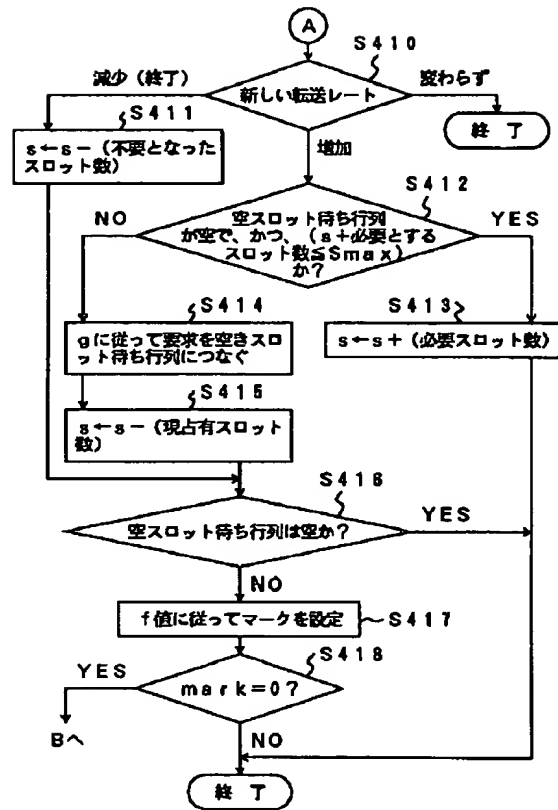 A
S410
減少(終了)
新しい転送レート
変わらず
終了
S411
s←s-(不要となった
スロット数)
増加
S412
NO
空スロット待ち行列
が空で、かつ、(s+必要とする
スロット数≦Smax)
か?
YES
S414
gに従って要求を空きス
ロット待ち行列につなぐ
S413
s←s+(必要スロット数)
S415
s←s-(現占有スロット
数)
S416
空スロット待ち行列は空か?
YES
NO
f値に従ってマークを設定
S417
S418
YES
mark=0?
Bへ
NO
終了